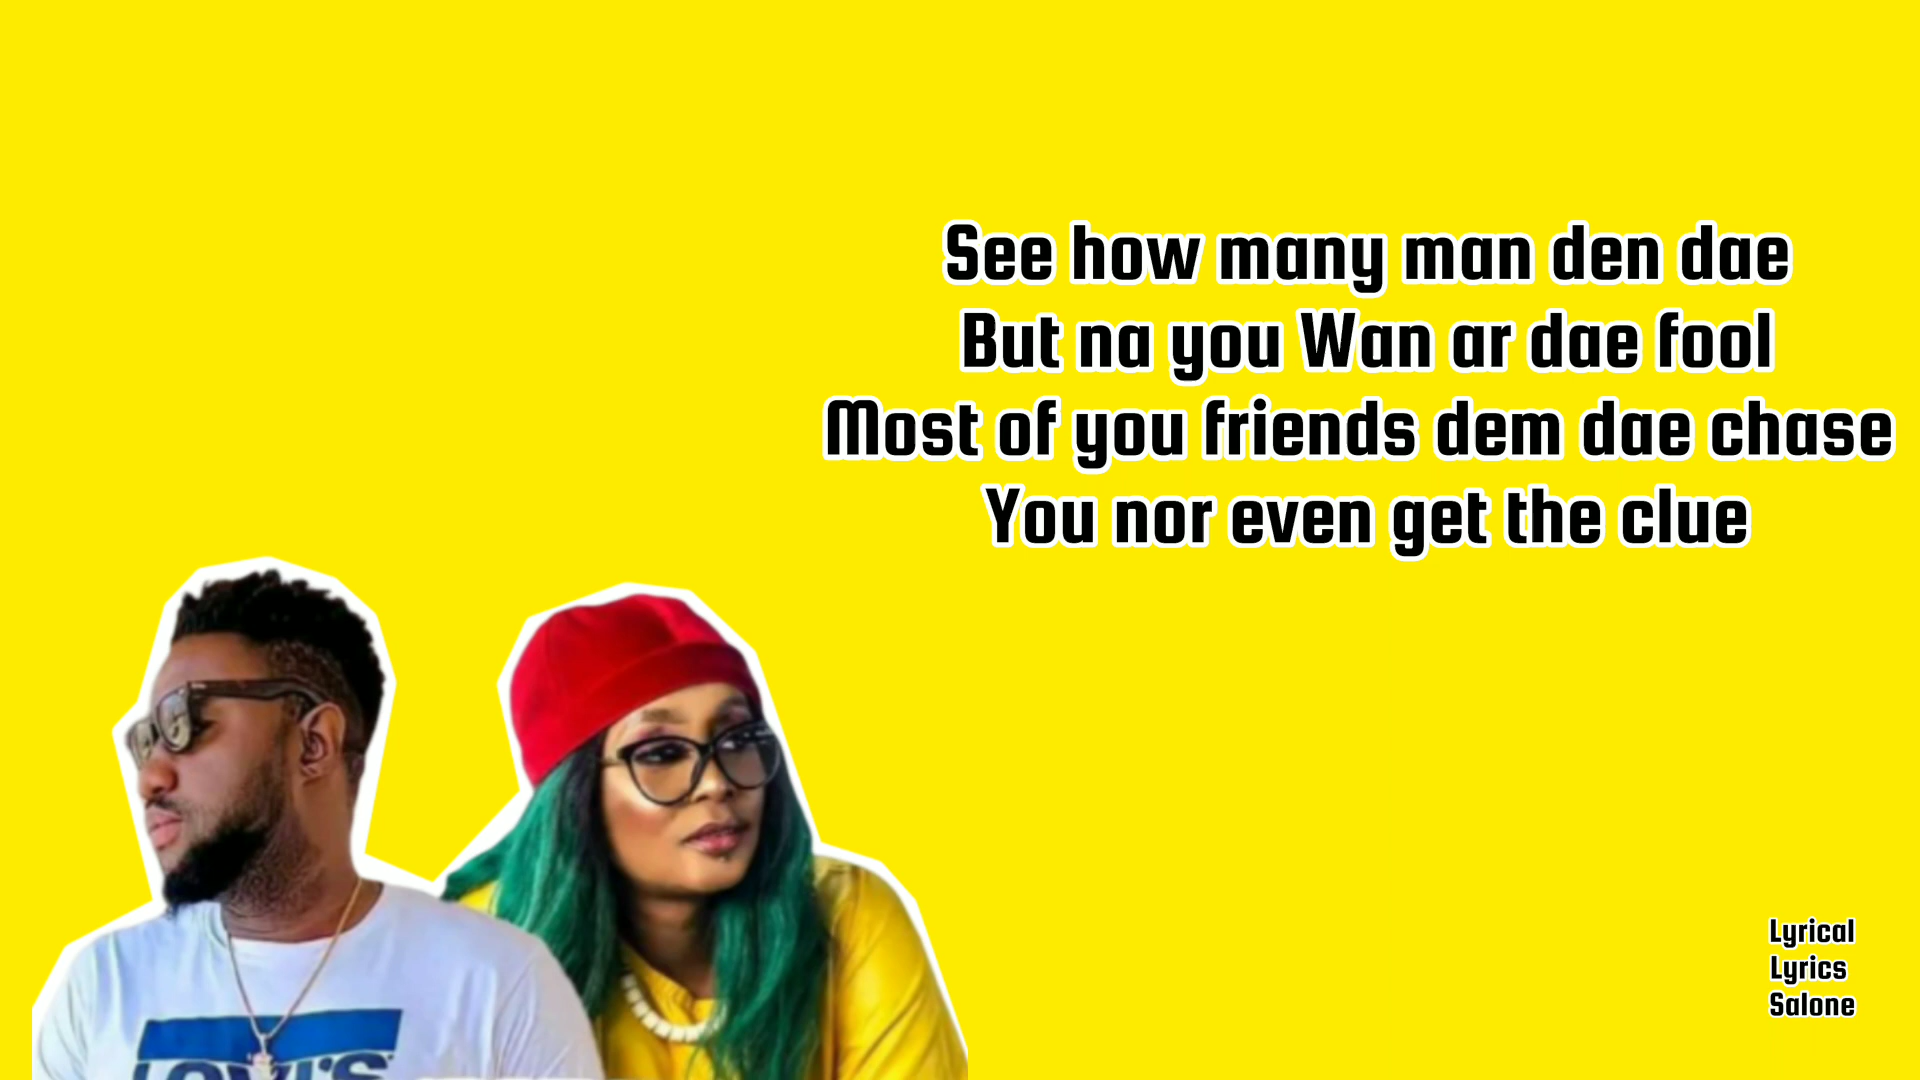 See how many man den dae
But na you Wan ar dae fool
Most of you friends dem dae chase
You nor even get the clue
LEVI'S
Lyrical
Lyrics
Salone